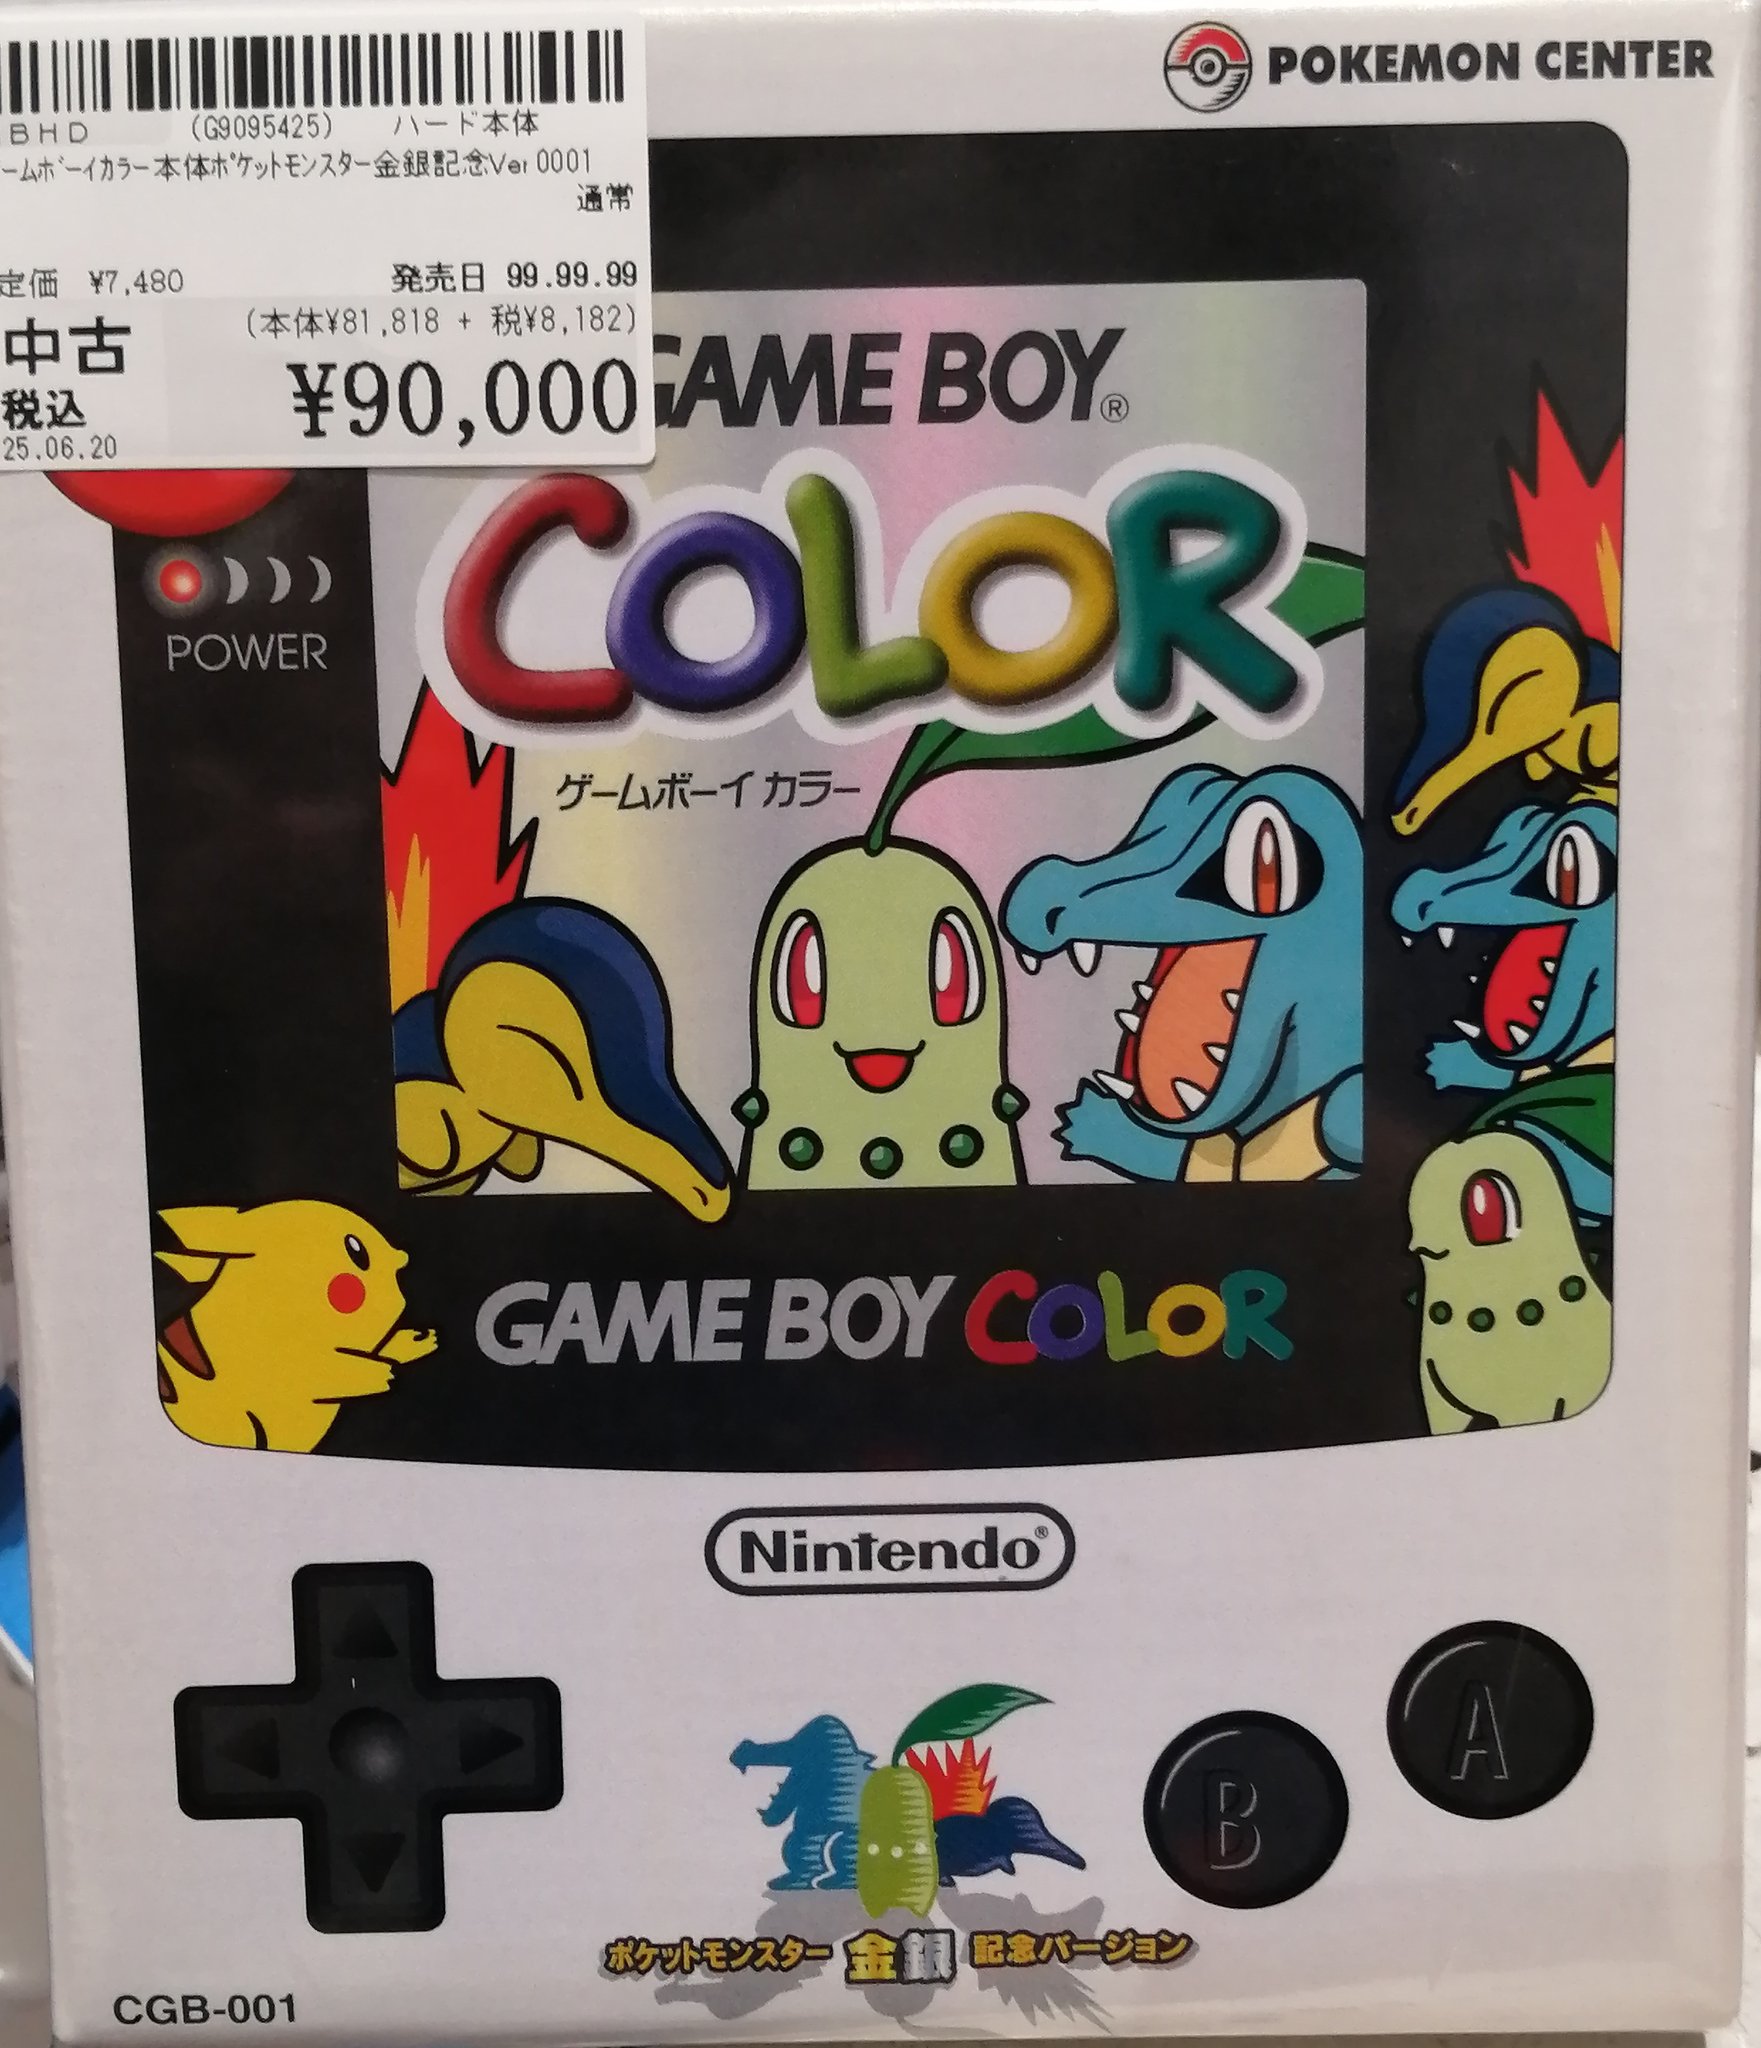 BHD (G9095425) ハード本体
ームボーイカラー本体ポケットモンスター金銀記念Ver 0001
通常
定価 ¥7,480 発売日 99.99.99
(本体¥81,818 + 税¥8,182)
中古
税込 ¥90,000
25.06.20
POKEMON CENTER
GAME BOY®
COLOR
POWER
ゲームボーイ カラー
GAME BOY COLOR
Nintendo®
A
B
ポケットモンスター 金銀 記念バージョン
CGB-001